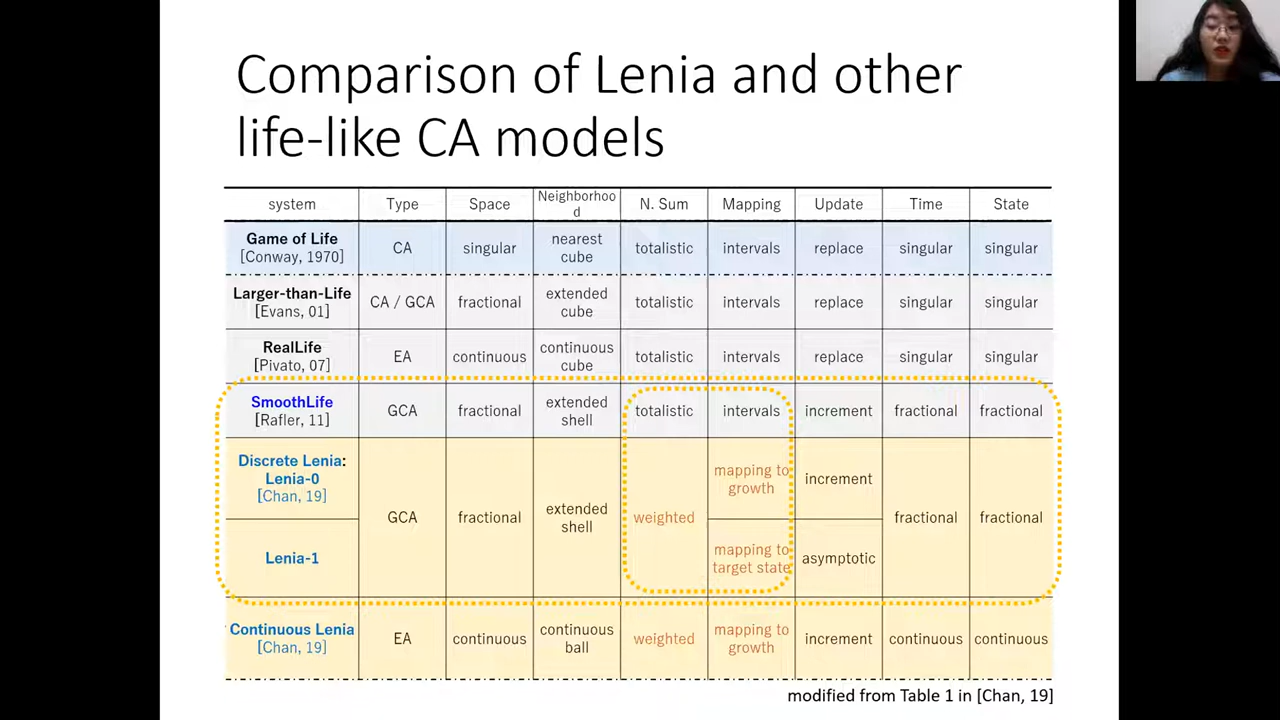 Comparison of Lenia and other
life-like CA models
system Type Space Neighborhoo
d N. Sum Mapping Update Time State
Game of Life
[Conway, 1970] CA singular nearest
cube totalistic intervals replace singular singular
Larger-than-Life
[Evans, 01] CA / GCA fractional extended
cube totalistic intervals replace singular singular
RealLife
[Pivato, 07] EA continuous continuous
cube totalistic intervals replace singular singular
SmoothLife
[Rafler, 11] GCA fractional extended
shell totalistic intervals increment fractional fractional
Discrete Lenia:
Lenia-0
[Chan, 19] GCA fractional extended
shell weighted mapping to
growth increment fractional fractional
Lenia-1 mapping to
target state asymptotic
Continuous Lenia
[Chan, 19] EA continuous continuous
ball weighted mapping to
growth increment continuous continuous
modified from Table 1 in [Chan, 19]